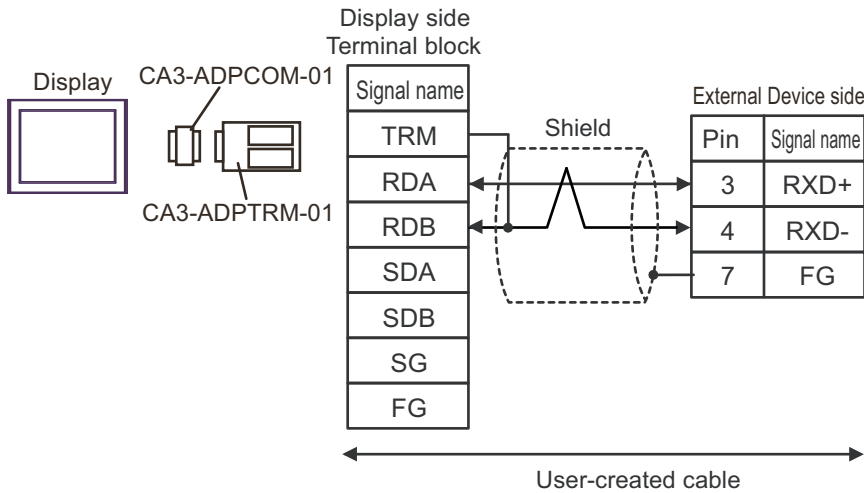 Display side
Terminal block
Display
CA3-ADPCOM-01
CA3-ADPTRM-01
Signal name
TRM
RDA
RDB
SDA
SDB
SG
FG
Shield
External Device side
Pin Signal name
3 RXD+
4 RXD-
7 FG
User-created cable